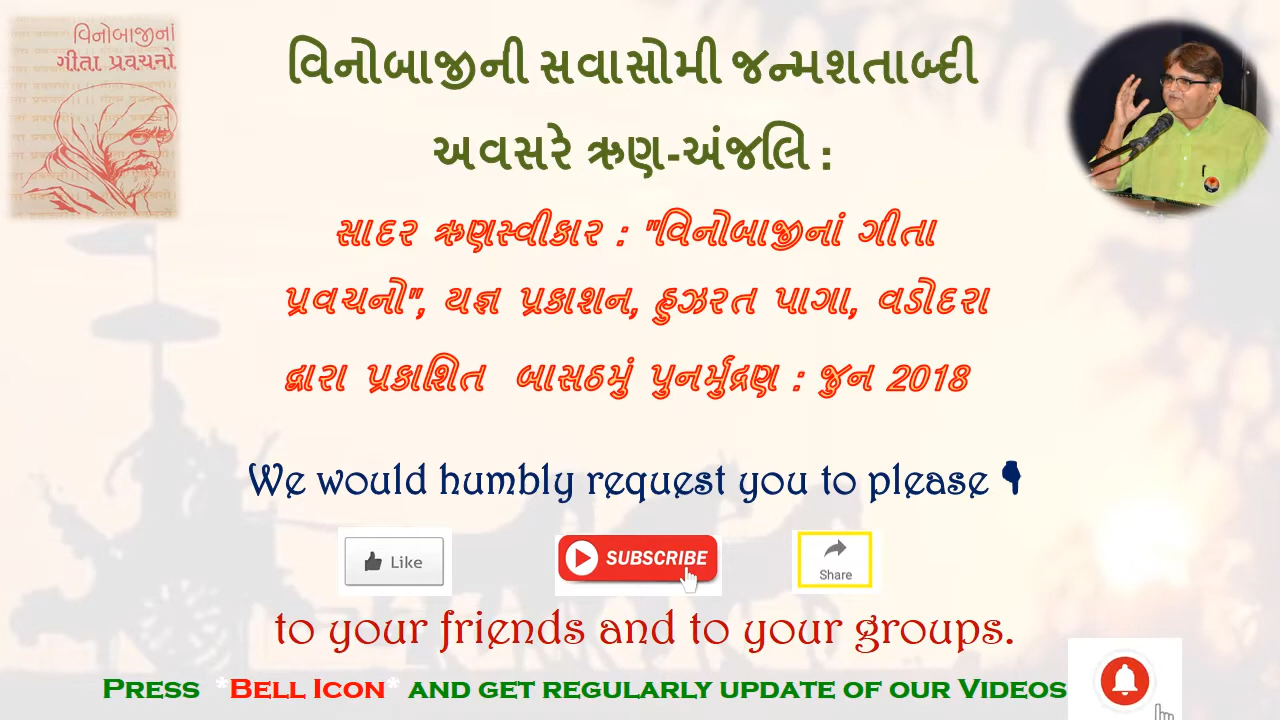 વિનોબાજીનાં
ગીતા પ્રવચનો
વિનોબાજીની સવાસોમી જન્મશતાબ્દી
અવસરે ઋણ-અંજલિ :
સાદર ઋણસ્વીકાર : "વિનોબાજીનાં ગીતા
પ્રવચનો", યજ્ઞ પ્રકાશન, હુઝરત પાગા, વડોદરા
દ્વારા પ્રકાશિત બાસઠમું પુનર્મુદ્રણ : જુન 2018
We would humbly request you to please 👇
Like
SUBSCRIBE
Share
to your friends and to your groups.
PRESS *BELL ICON* AND GET REGULARLY UPDATE OF OUR VIDEOS